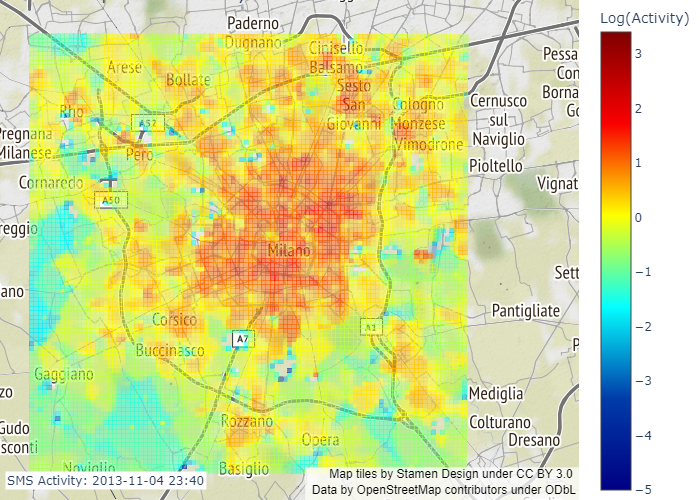 Log(Activity)
3
2
1
0
−1
−2
−3
−4
−5
Paderno
Dugnano
Cinisello
Balsamo
Arese
Bollate
Sesto
San
Giovanni
Rho
A52
Cologno
Monzese
Vimodrone
Cernusco
sul
Naviglio
Pessa
Con
Borna
Go
Pregnana
Milanese
Pero
Pioltello
Cornaredo
A50
Vignat
reggio
Milano
Sett
ano
Pantigliate
Corsico
A1
A7
Buccinasco
P
Gaggiano
zo
Mediglia
Rozzano
Colturano
Gudo
Opera
Dresano
sconti
Noviglio
Basiglio
SMS Activity: 2013-11-04 23:40
Map tiles by Stamen Design under CC BY 3.0
Data by OpenStreetMap contributors under ODbL